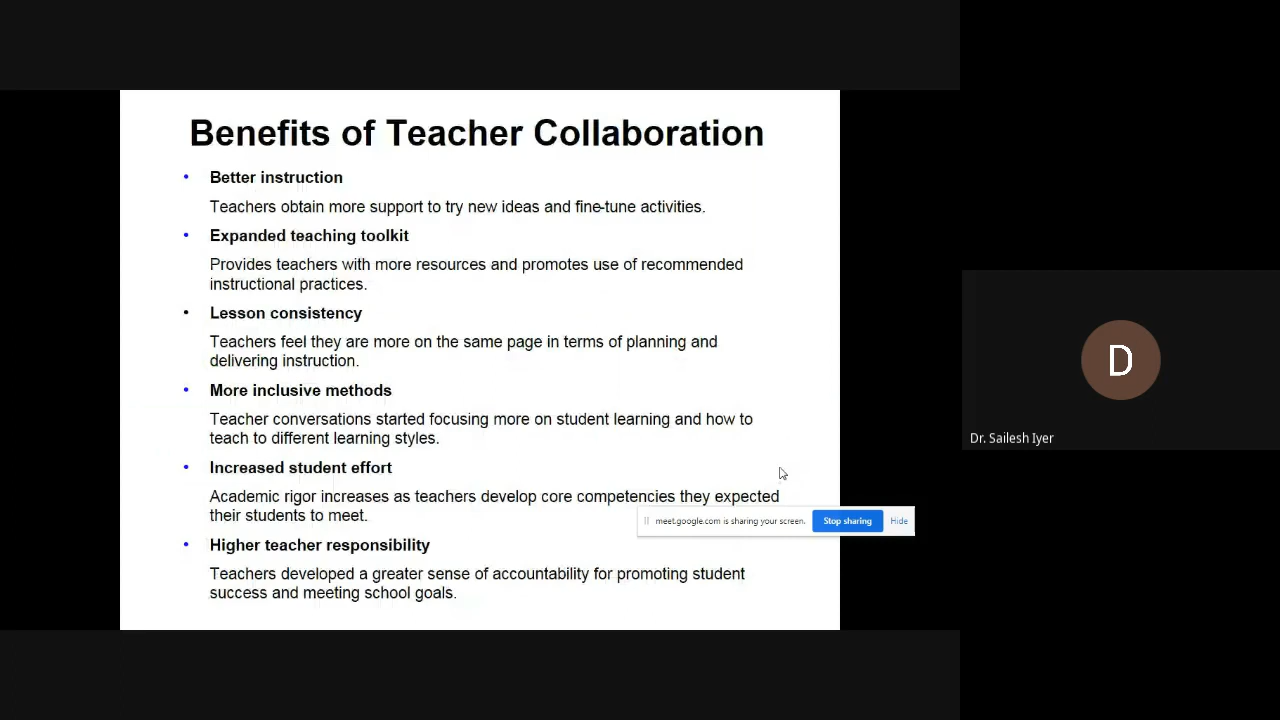 Benefits of Teacher Collaboration
• Better instruction
Teachers obtain more support to try new ideas and fine-tune activities.
• Expanded teaching toolkit
Provides teachers with more resources and promotes use of recommended
instructional practices.
• Lesson consistency
Teachers feel they are more on the same page in terms of planning and
delivering instruction.
• More inclusive methods
Teacher conversations started focusing more on student learning and how to
teach to different learning styles.
• Increased student effort
Academic rigor increases as teachers develop core competencies they expected
their students to meet.
• Higher teacher responsibility
Teachers developed a greater sense of accountability for promoting student
success and meeting school goals.
meet.google.com is sharing your screen. Stop sharing Hide
D
Dr. Sailesh Iyer